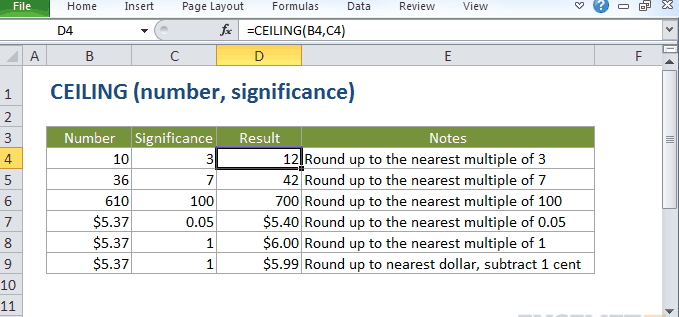 File Home Insert Page Layout Formulas Data Review View
D4 fx =CEILING(B4,C4)
A B C D E F
1 CEILING (number, significance)
2
3 Number Significance Result Notes
4 10 3 12 Round up to the nearest multiple of 3
5 36 7 42 Round up to the nearest multiple of 7
6 610 100 700 Round up to the nearest multiple of 100
7 $5.37 0.05 $5.40 Round up to the nearest multiple of 0.05
8 $5.37 1 $6.00 Round up to the nearest multiple of 1
9 $5.37 1 $5.99 Round up to nearest dollar, subtract 1 cent
10
11